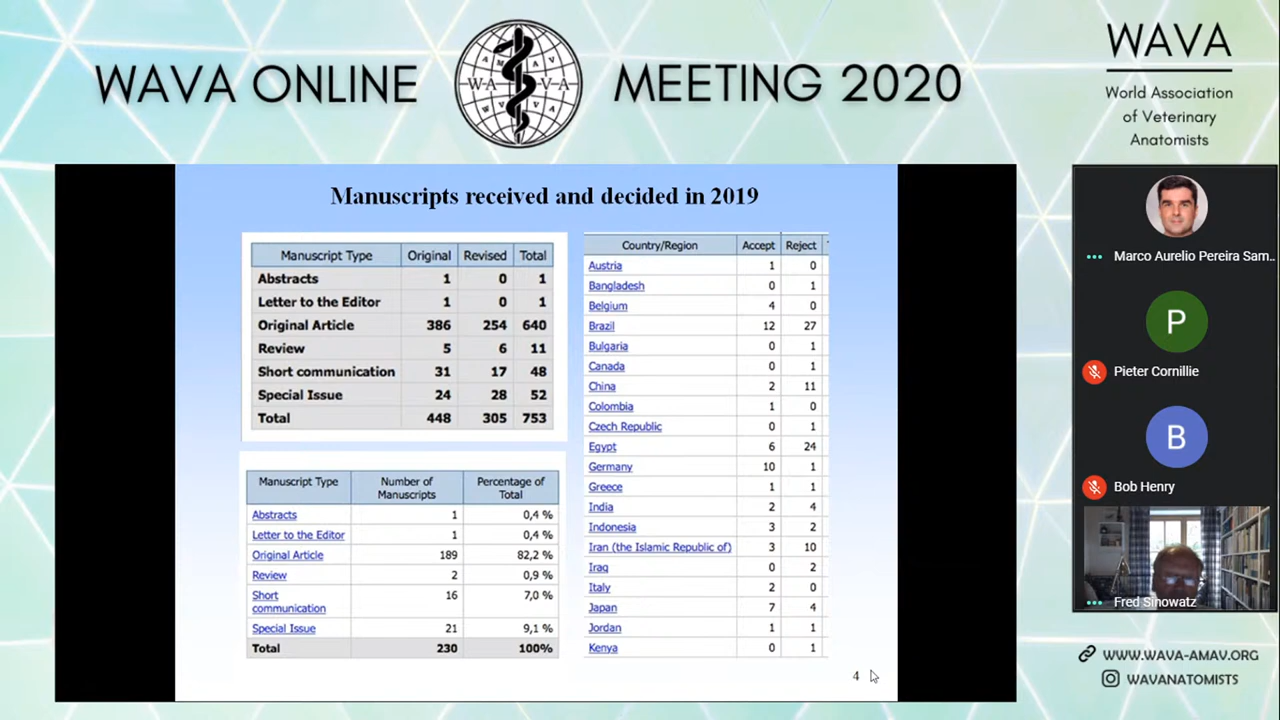 WAVA ONLINE MEETING 2020
WAVA
World Association
of Veterinary
Anatomists
AMAV
WAVA
WAVA
Manuscripts received and decided in 2019
Manuscript Type Original Revised Total
Abstracts 1 0 1
Letter to the Editor 1 0 1
Original Article 386 254 640
Review 5 6 11
Short communication 31 17 48
Special Issue 24 28 52
Total 448 305 753
Manuscript Type Number of Manuscripts Percentage of Total
Abstracts 1 0,4 %
Letter to the Editor 1 0,4 %
Original Article 189 82,2 %
Review 2 0,9 %
Short communication 16 7,0 %
Special Issue 21 9,1 %
Total 230 100%
Country/Region Accept Reject
Austria 1 0
Bangladesh 0 1
Belgium 4 0
Brazil 12 27
Bulgaria 0 1
Canada 0 1
China 2 11
Colombia 1 0
Czech Republic 0 1
Egypt 6 24
Germany 10 1
Greece 1 1
India 2 4
Indonesia 3 2
Iran (the Islamic Republic of) 3 10
Iraq 0 2
Italy 2 0
Japan 7 4
Jordan 1 1
Kenya 0 1
4
Marco Aurelio Pereira Sam...
P
Pieter Cornillie
B
Bob Henry
Fred Sinowatz
WWW.WAVA-AMAV.ORG
WAVANATOMISTS